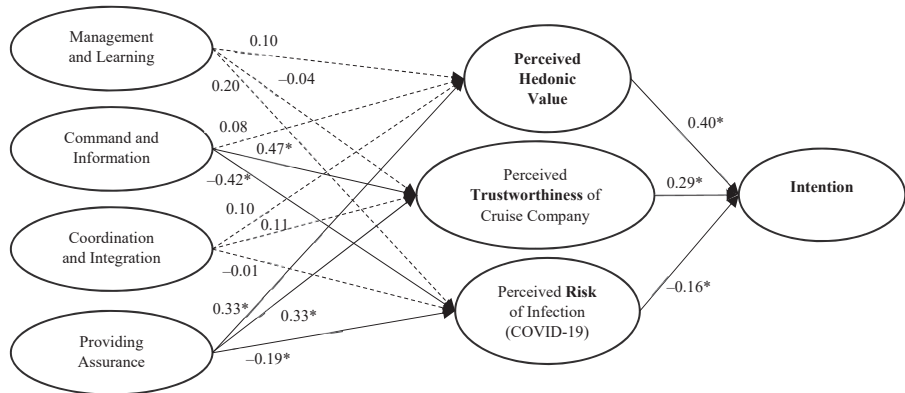 Management
and Learning
Command and
Information
Coordination
and Integration
Providing
Assurance
0.10
–0.04
0.20
0.08
0.47*
–0.42*
0.10
0.11
–0.01
0.33*
0.33*
–0.19*
Perceived
Hedonic
Value
Perceived
Trustworthiness of
Cruise Company
Perceived Risk
of Infection
(COVID-19)
0.40*
0.29*
–0.16*
Intention